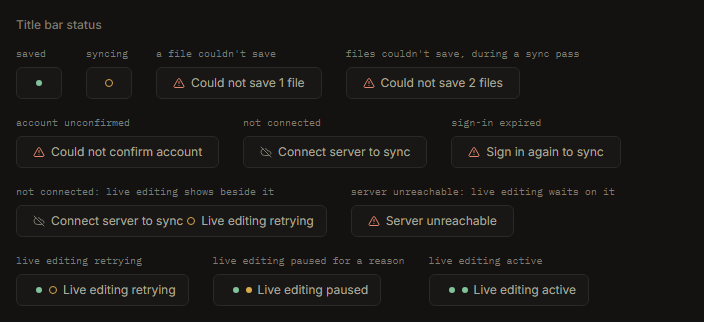 Title bar status
saved
syncing
a file couldn't save
files couldn't save, during a sync pass
Could not save 1 file
Could not save 2 files
account unconfirmed
not connected
sign-in expired
Could not confirm account
Connect server to sync
Sign in again to sync
not connected: live editing shows beside it
server unreachable: live editing waits on it
Connect server to sync
Live editing retrying
Server unreachable
live editing retrying
live editing paused for a reason
live editing active
Live editing retrying
Live editing paused
Live editing active